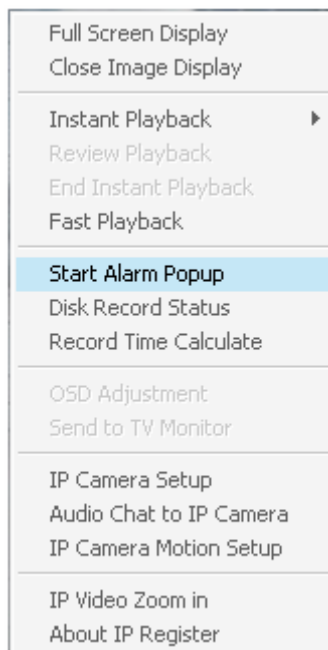 Full Screen Display
Close Image Display
Instant Playback
Review Playback
End Instant Playback
Fast Playback
Start Alarm Popup
Disk Record Status
Record Time Calculate
OSD Adjustment
Send to TV Monitor
IP Camera Setup
Audio Chat to IP Camera
IP Camera Motion Setup
IP Video Zoom in
About IP Register